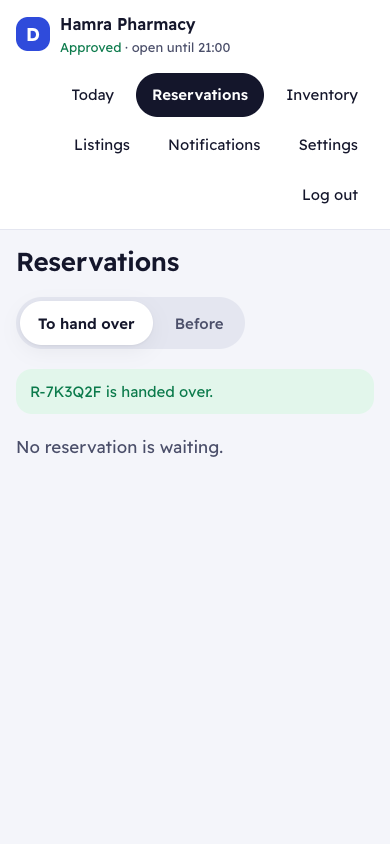 D
Hamra Pharmacy
Approved · open until 21:00
Today Reservations Inventory
Listings Notifications Settings
Log out
Reservations
To hand over Before
R-7K3Q2F is handed over.
No reservation is waiting.